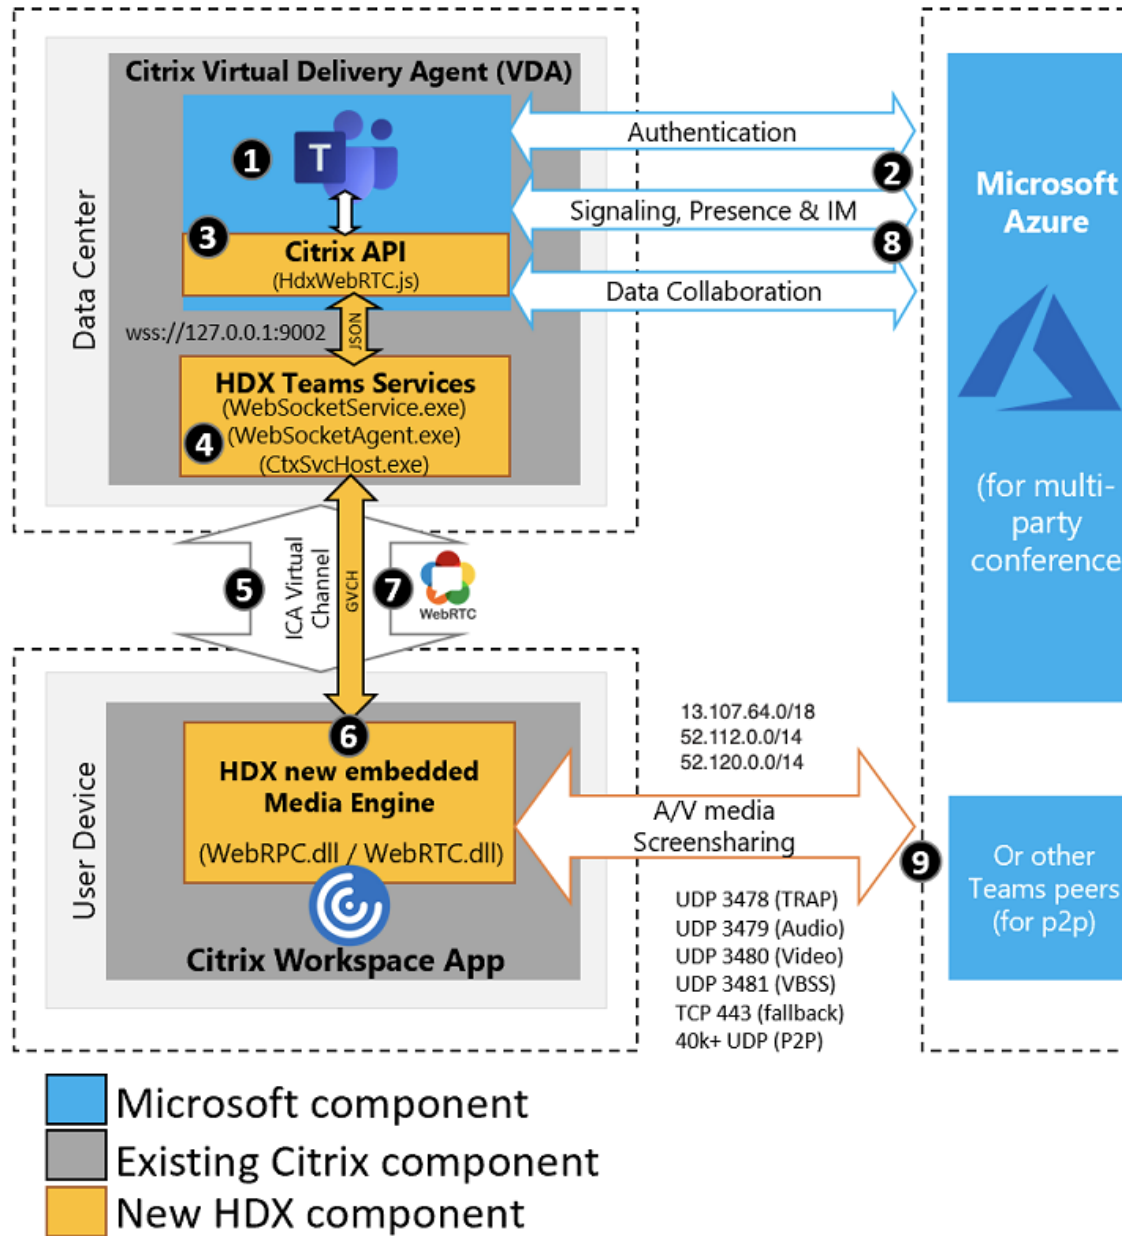 Citrix Virtual Delivery Agent (VDA)
Data Center
1
T
3
Citrix API
(HdxWebRTC.js)
wss://127.0.0.1:9002
JSON
HDX Teams Services
(WebSocketService.exe)
(WebSocketAgent.exe)
(CtxSvcHost.exe)
4
Authentication
2
Signaling, Presence & IM
8
Data Collaboration
Microsoft
Azure
(for multi-
party
conference
5
ICA Virtual
Channel
GVCH
7
WebRTC
User Device
6
HDX new embedded
Media Engine
(WebRPC.dll / WebRTC.dll)
Citrix Workspace App
13.107.64.0/18
52.112.0.0/14
52.120.0.0/14
A/V media
Screensharing
9
UDP 3478 (TRAP)
UDP 3479 (Audio)
UDP 3480 (Video)
UDP 3481 (VBSS)
TCP 443 (fallback)
40k+ UDP (P2P)
Or other
Teams peers
(for p2p)
Microsoft component
Existing Citrix component
New HDX component